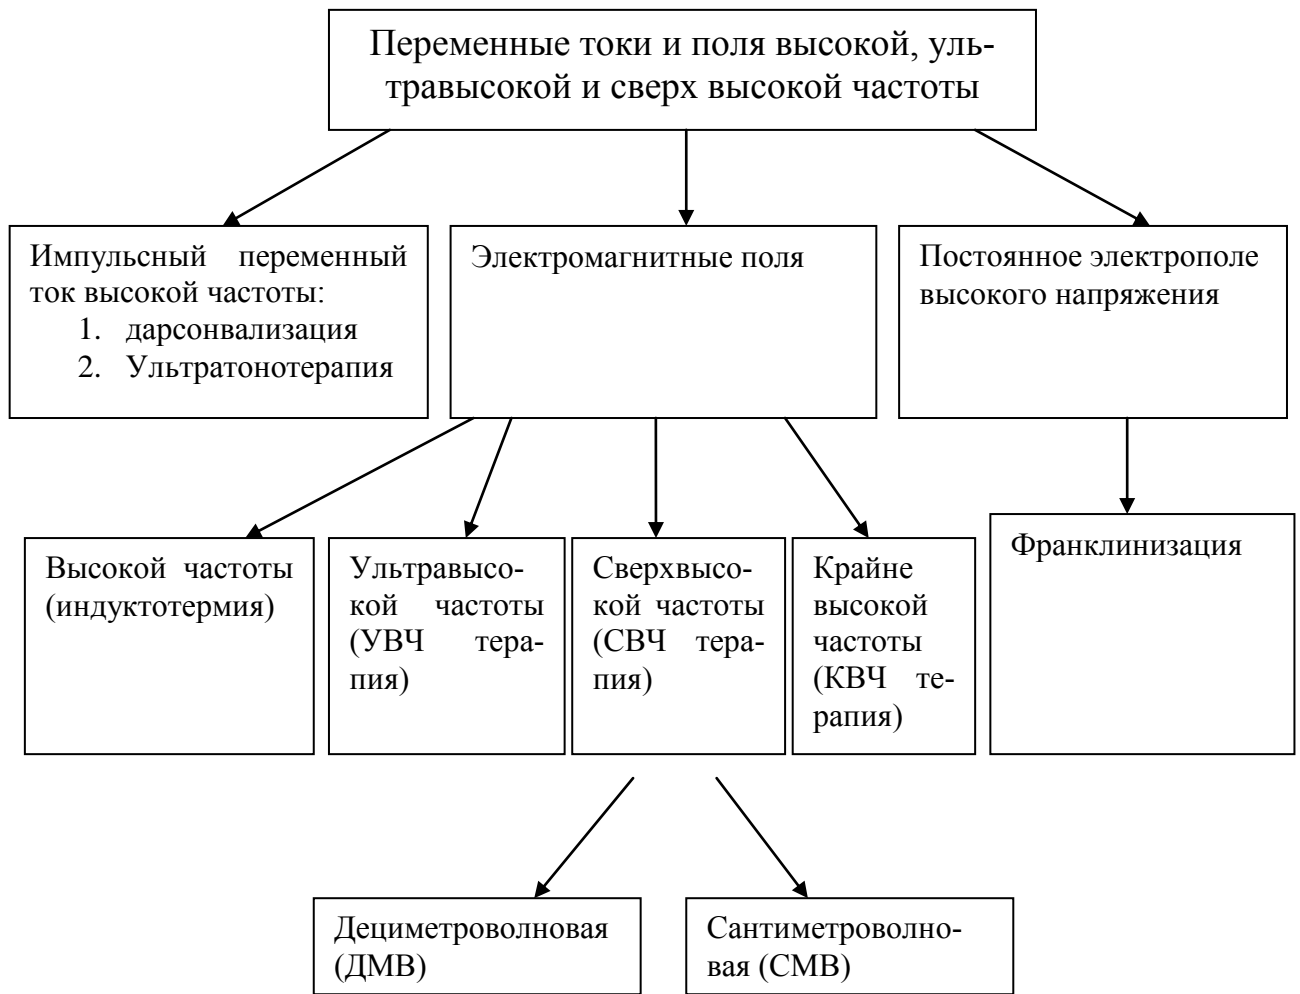 Переменные токи и поля высокой, уль-
травысокой и сверх высокой частоты
Импульсный переменный
ток высокой частоты:
1. дарсонвализация
2. Ультратонотерапия
Электромагнитные поля
Постоянное электрополе
высокого напряжения
Высокой частоты
(индуктотермия)
Ультравысо-
кой частоты
(УВЧ тера-
пия)
Сверхвысо-
кой частоты
(СВЧ тера-
пия)
Крайне
высокой
частоты
(КВЧ те-
рапия)
Франклинизация
Дециметроволновая
(ДМВ)
Сантиметроволно-
вая (СМВ)